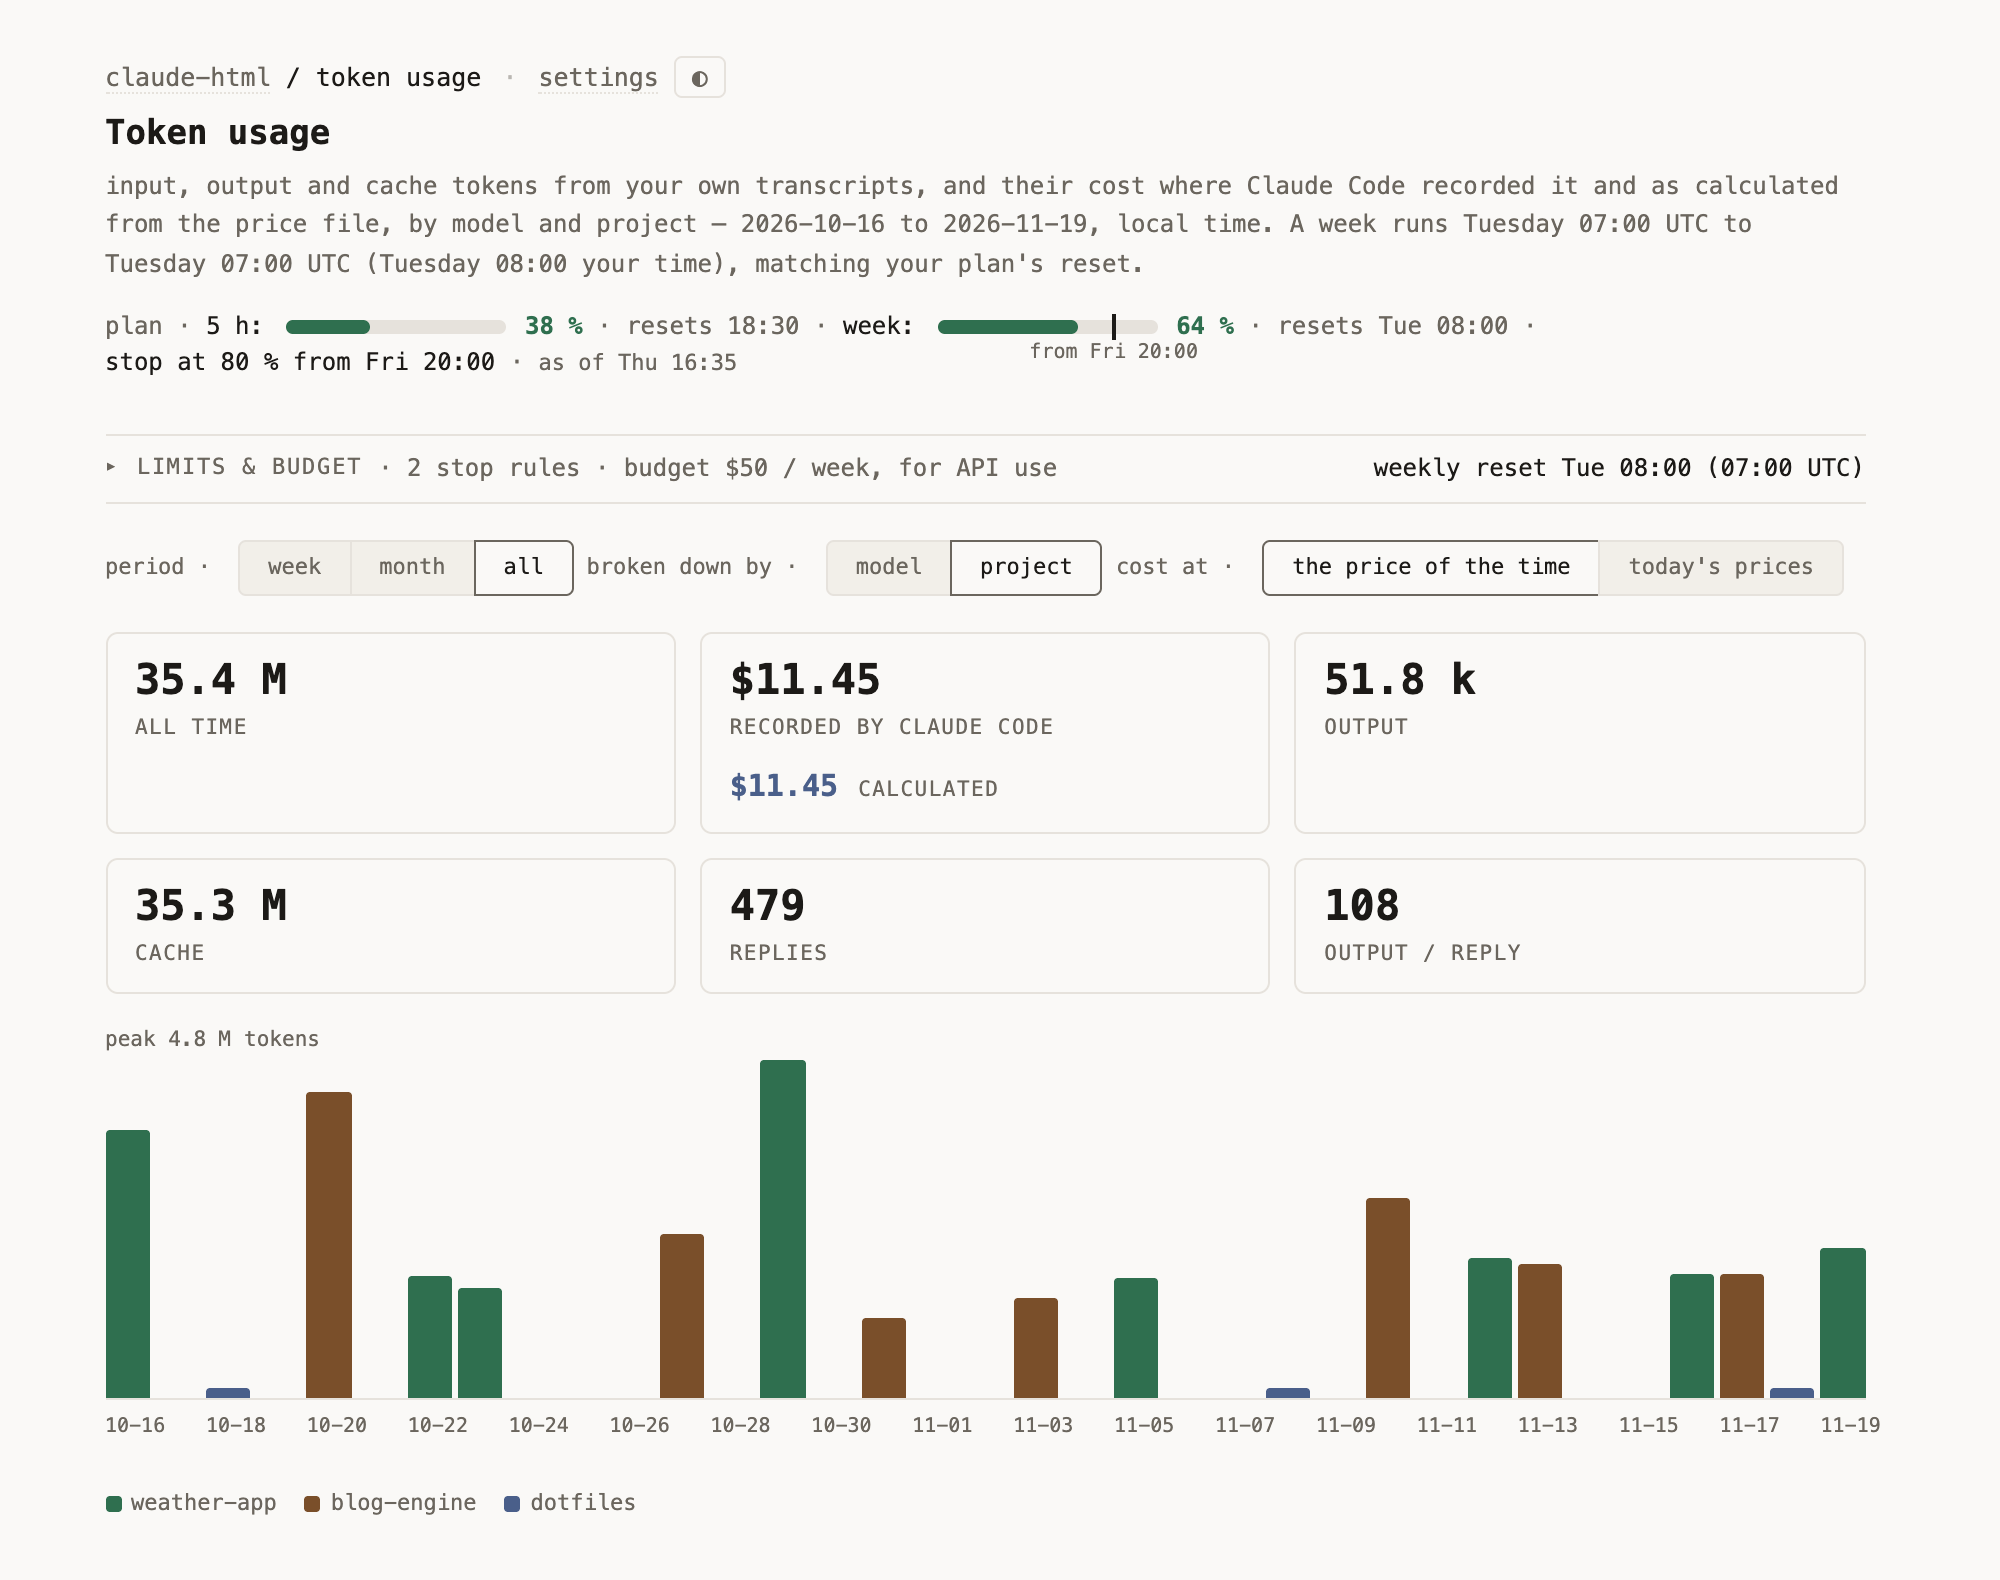 claude-html / token usage · settings ◐
Token usage
input, output and cache tokens from your own transcripts, and their cost where Claude Code recorded it and as calculated
from the price file, by model and project — 2026-10-16 to 2026-11-19, local time. A week runs Tuesday 07:00 UTC to
Tuesday 07:00 UTC (Tuesday 08:00 your time), matching your plan's reset.
plan · 5 h: 38 % · resets 18:30 · week: 64 % · resets Tue 08:00 ·
from Fri 20:00
stop at 80 % from Fri 20:00 · as of Thu 16:35
▸ LIMITS & BUDGET · 2 stop rules · budget $50 / week, for API use weekly reset Tue 08:00 (07:00 UTC)
period · week month all broken down by · model project cost at · the price of the time today's prices
35.4 M
ALL TIME
$11.45
RECORDED BY CLAUDE CODE
$11.45 CALCULATED
51.8 k
OUTPUT
35.3 M
CACHE
479
REPLIES
108
OUTPUT / REPLY
peak 4.8 M tokens
10-16 10-18 10-20 10-22 10-24 10-26 10-28 10-30 11-01 11-03 11-05 11-07 11-09 11-11 11-13 11-15 11-17 11-19
weather-app blog-engine dotfiles